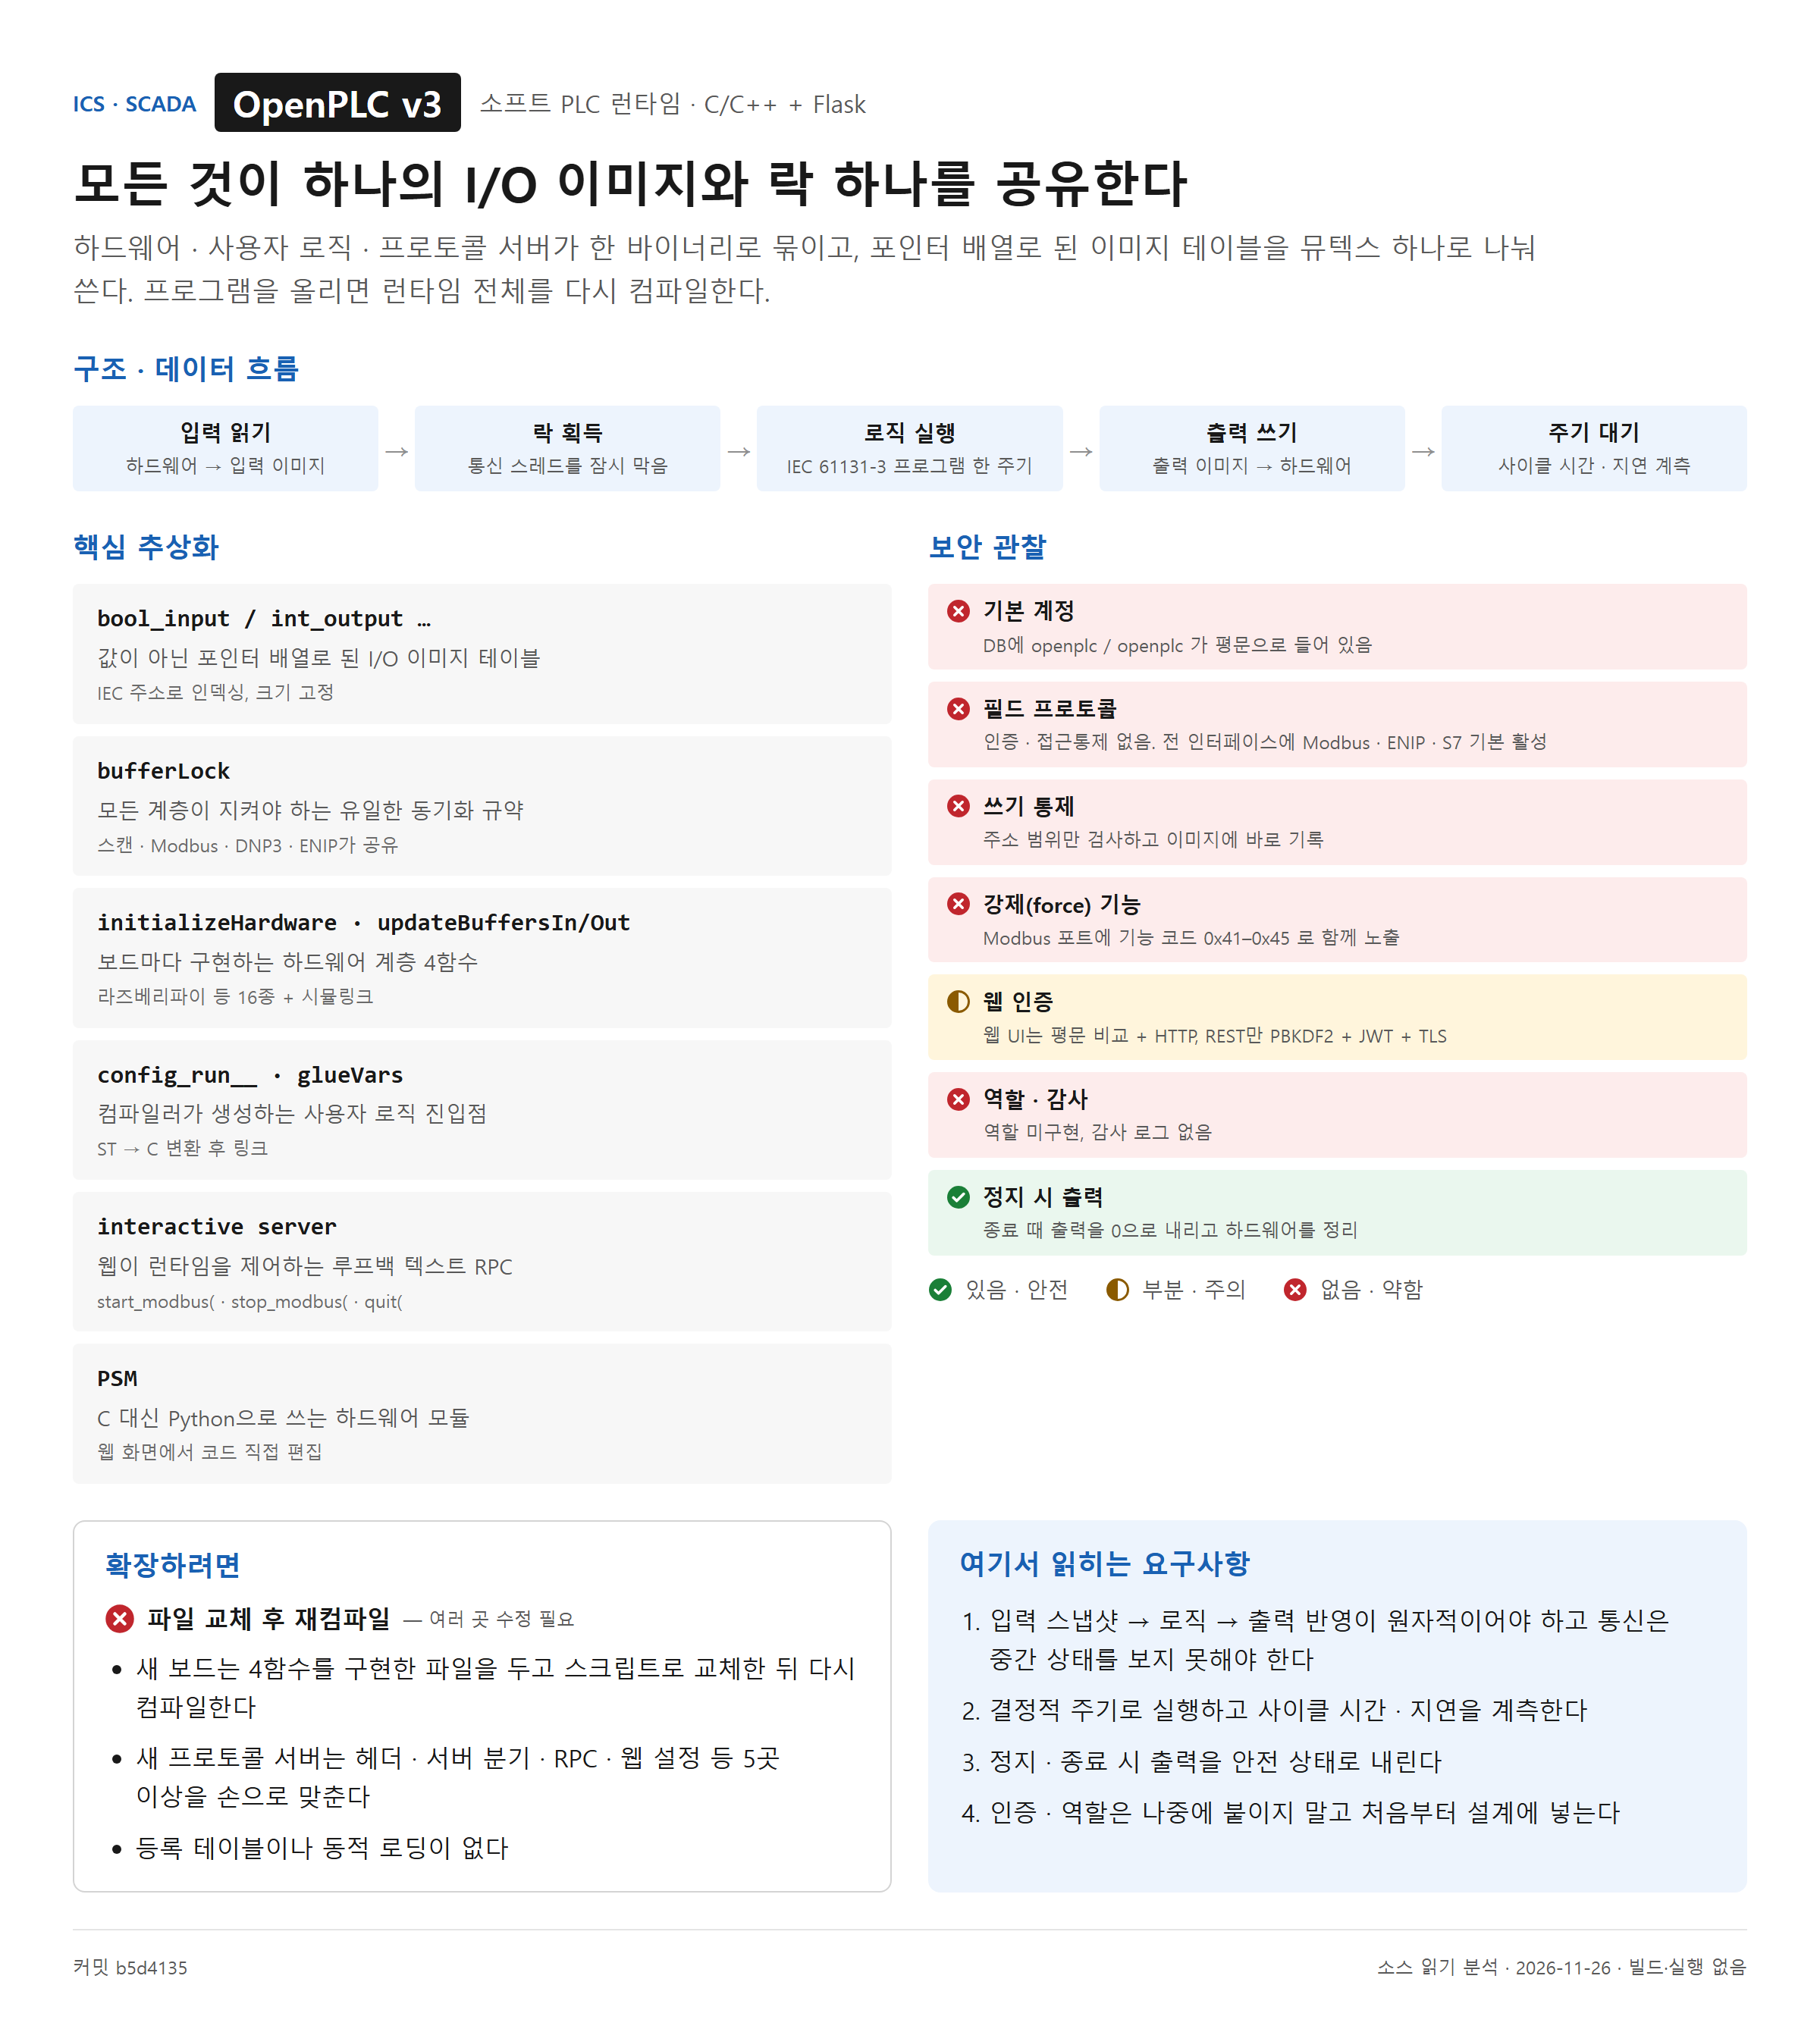 ICS · SCADA OpenPLC v3 소프트 PLC 런타임 · C/C++ + Flask
모든 것이 하나의 I/O 이미지와 락 하나를 공유한다
하드웨어 · 사용자 로직 · 프로토콜 서버가 한 바이너리로 묶이고, 포인터 배열로 된 이미지 테이블을 뮤텍스 하나로 나눠
쓴다. 프로그램을 올리면 런타임 전체를 다시 컴파일한다.
구조 · 데이터 흐름
입력 읽기
하드웨어 → 입력 이미지
→
락 획득
통신 스레드를 잠시 막음
→
로직 실행
IEC 61131-3 프로그램 한 주기
→
출력 쓰기
출력 이미지 → 하드웨어
→
주기 대기
사이클 시간 · 지연 계측
핵심 추상화
bool_input / int_output …
값이 아닌 포인터 배열로 된 I/O 이미지 테이블
IEC 주소로 인덱싱, 크기 고정
bufferLock
모든 계층이 지켜야 하는 유일한 동기화 규약
스캔 · Modbus · DNP3 · ENIP가 공유
initializeHardware · updateBuffersIn/Out
보드마다 구현하는 하드웨어 계층 4함수
라즈베리파이 등 16종 + 시뮬링크
config_run__ · glueVars
컴파일러가 생성하는 사용자 로직 진입점
ST → C 변환 후 링크
interactive server
웹이 런타임을 제어하는 루프백 텍스트 RPC
start_modbus( · stop_modbus( · quit(
PSM
C 대신 Python으로 쓰는 하드웨어 모듈
웹 화면에서 코드 직접 편집
보안 관찰
기본 계정
DB에 openplc / openplc 가 평문으로 들어 있음
필드 프로토콜
인증 · 접근통제 없음. 전 인터페이스에 Modbus · ENIP · S7 기본 활성
쓰기 통제
주소 범위만 검사하고 이미지에 바로 기록
강제(force) 기능
Modbus 포트에 기능 코드 0x41–0x45 로 함께 노출
웹 인증
웹 UI는 평문 비교 + HTTP, REST만 PBKDF2 + JWT + TLS
역할 · 감사
역할 미구현, 감사 로그 없음
정지 시 출력
종료 때 출력을 0으로 내리고 하드웨어를 정리
있음 · 안전 부분 · 주의 없음 · 약함
확장하려면
파일 교체 후 재컴파일 — 여러 곳 수정 필요
• 새 보드는 4함수를 구현한 파일을 두고 스크립트로 교체한 뒤 다시
컴파일한다
• 새 프로토콜 서버는 헤더 · 서버 분기 · RPC · 웹 설정 등 5곳
이상을 손으로 맞춘다
• 등록 테이블이나 동적 로딩이 없다
여기서 읽히는 요구사항
1. 입력 스냅샷 → 로직 → 출력 반영이 원자적이어야 하고 통신은
중간 상태를 보지 못해야 한다
2. 결정적 주기로 실행하고 사이클 시간 · 지연을 계측한다
3. 정지 · 종료 시 출력을 안전 상태로 내린다
4. 인증 · 역할은 나중에 붙이지 말고 처음부터 설계에 넣는다
커밋 b5d4135
소스 읽기 분석 · 2026-11-26 · 빌드·실행 없음